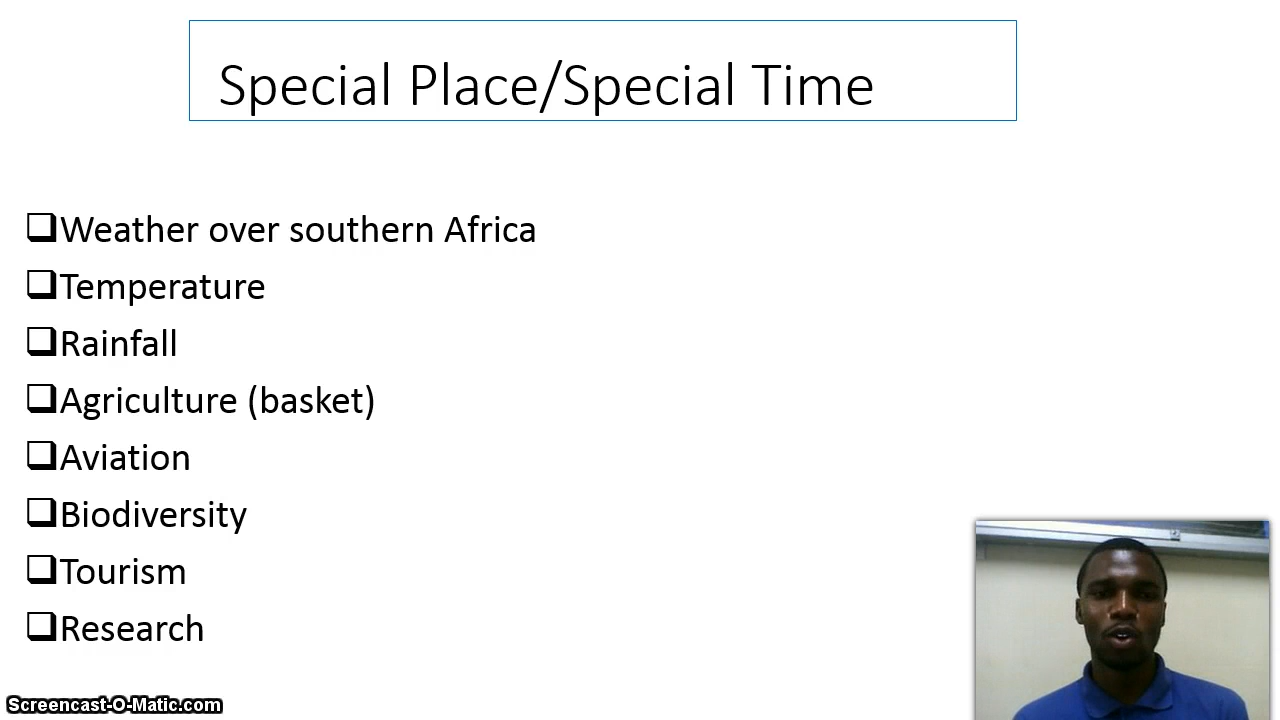 Special Place/Special Time
Weather over southern Africa
Temperature
Rainfall
Agriculture (basket)
Aviation
Biodiversity
Tourism
Research
Screencast-O-Matic.com